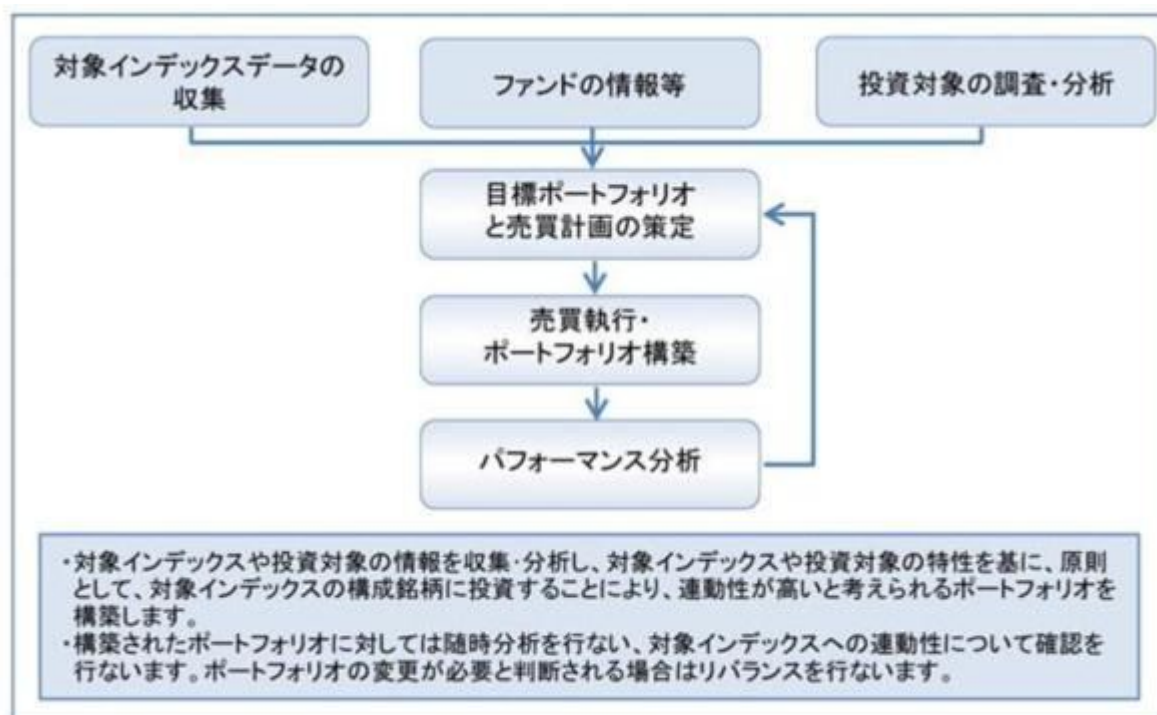 対象インデックスデータの
収集
ファンドの情報等
投資対象の調査・分析
目標ポートフォリオ
と売買計画の策定
売買執行・
ポートフォリオ構築
パフォーマンス分析
・対象インデックスや投資対象の情報を収集・分析し、対象インデックスや投資対象の特性を基に、原則
として、対象インデックスの構成銘柄に投資することにより、連動性が高いと考えられるポートフォリオを
構築します。
・構築されたポートフォリオに対しては随時分析を行ない、対象インデックスへの連動性について確認を
行ないます。ポートフォリオの変更が必要と判断される場合はリバランスを行ないます。